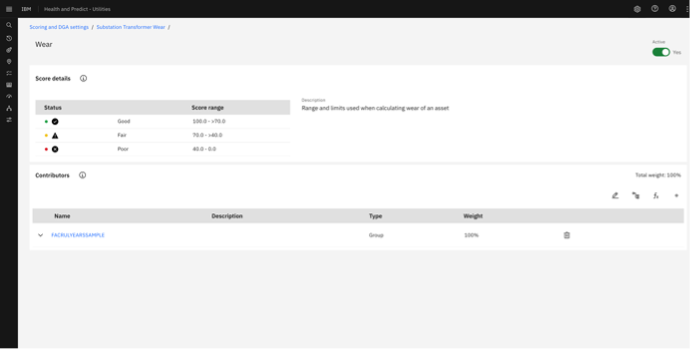 IBM Health and Predict - Utilities
Scoring and DGA settings / Substation Transformer Wear /
Wear
Active
Yes
Score details
Status Score range
Good 100.0 - >70.0
Fair 70.0 - >40.0
Poor 40.0 - 0.0
Description
Range and limits used when calculating wear of an asset
Contributors
Total weight: 100%
Name Description Type Weight
FACRULYEARSSAMPLE Group 100%